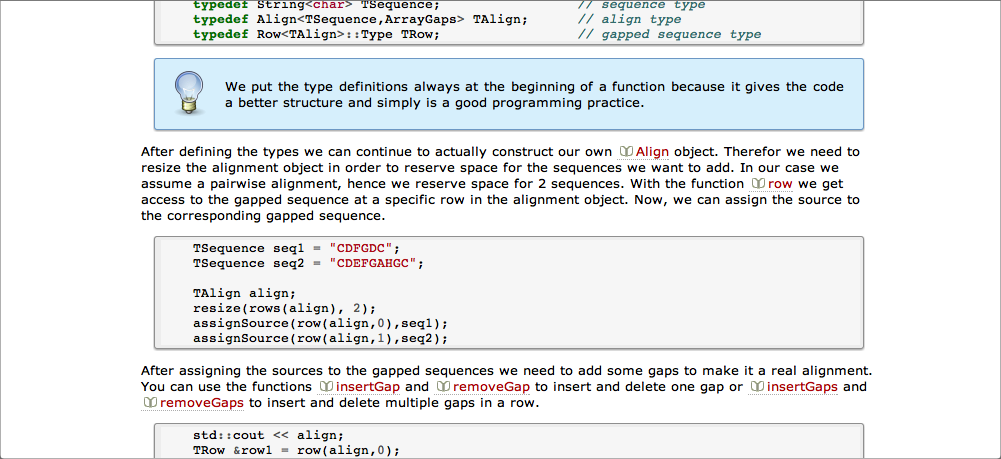 typedef String<char> TSequence; // sequence type
typedef Align<TSequence,ArrayGaps> TAlign; // align type
typedef Row<TAlign>::Type TRow; // gapped sequence type
We put the type definitions always at the beginning of a function because it gives the code
a better structure and simply is a good programming practice.
After defining the types we can continue to actually construct our own Align object. Therefor we need to
resize the alignment object in order to reserve space for the sequences we want to add. In our case we
assume a pairwise alignment, hence we reserve space for 2 sequences. With the function row we get
access to the gapped sequence at a specific row in the alignment object. Now, we can assign the source to
the corresponding gapped sequence.
TSequence seq1 = "CDFGDC";
TSequence seq2 = "CDEFGAHGC";
TAlign align;
resize(rows(align), 2);
assignSource(row(align,0),seq1);
assignSource(row(align,1),seq2);
After assigning the sources to the gapped sequences we need to add some gaps to make it a real alignment.
You can use the functions insertGap and removeGap to insert and delete one gap or insertGaps and
removeGaps to insert and delete multiple gaps in a row.
std::cout << align;
TRow &row1 = row(align,0);